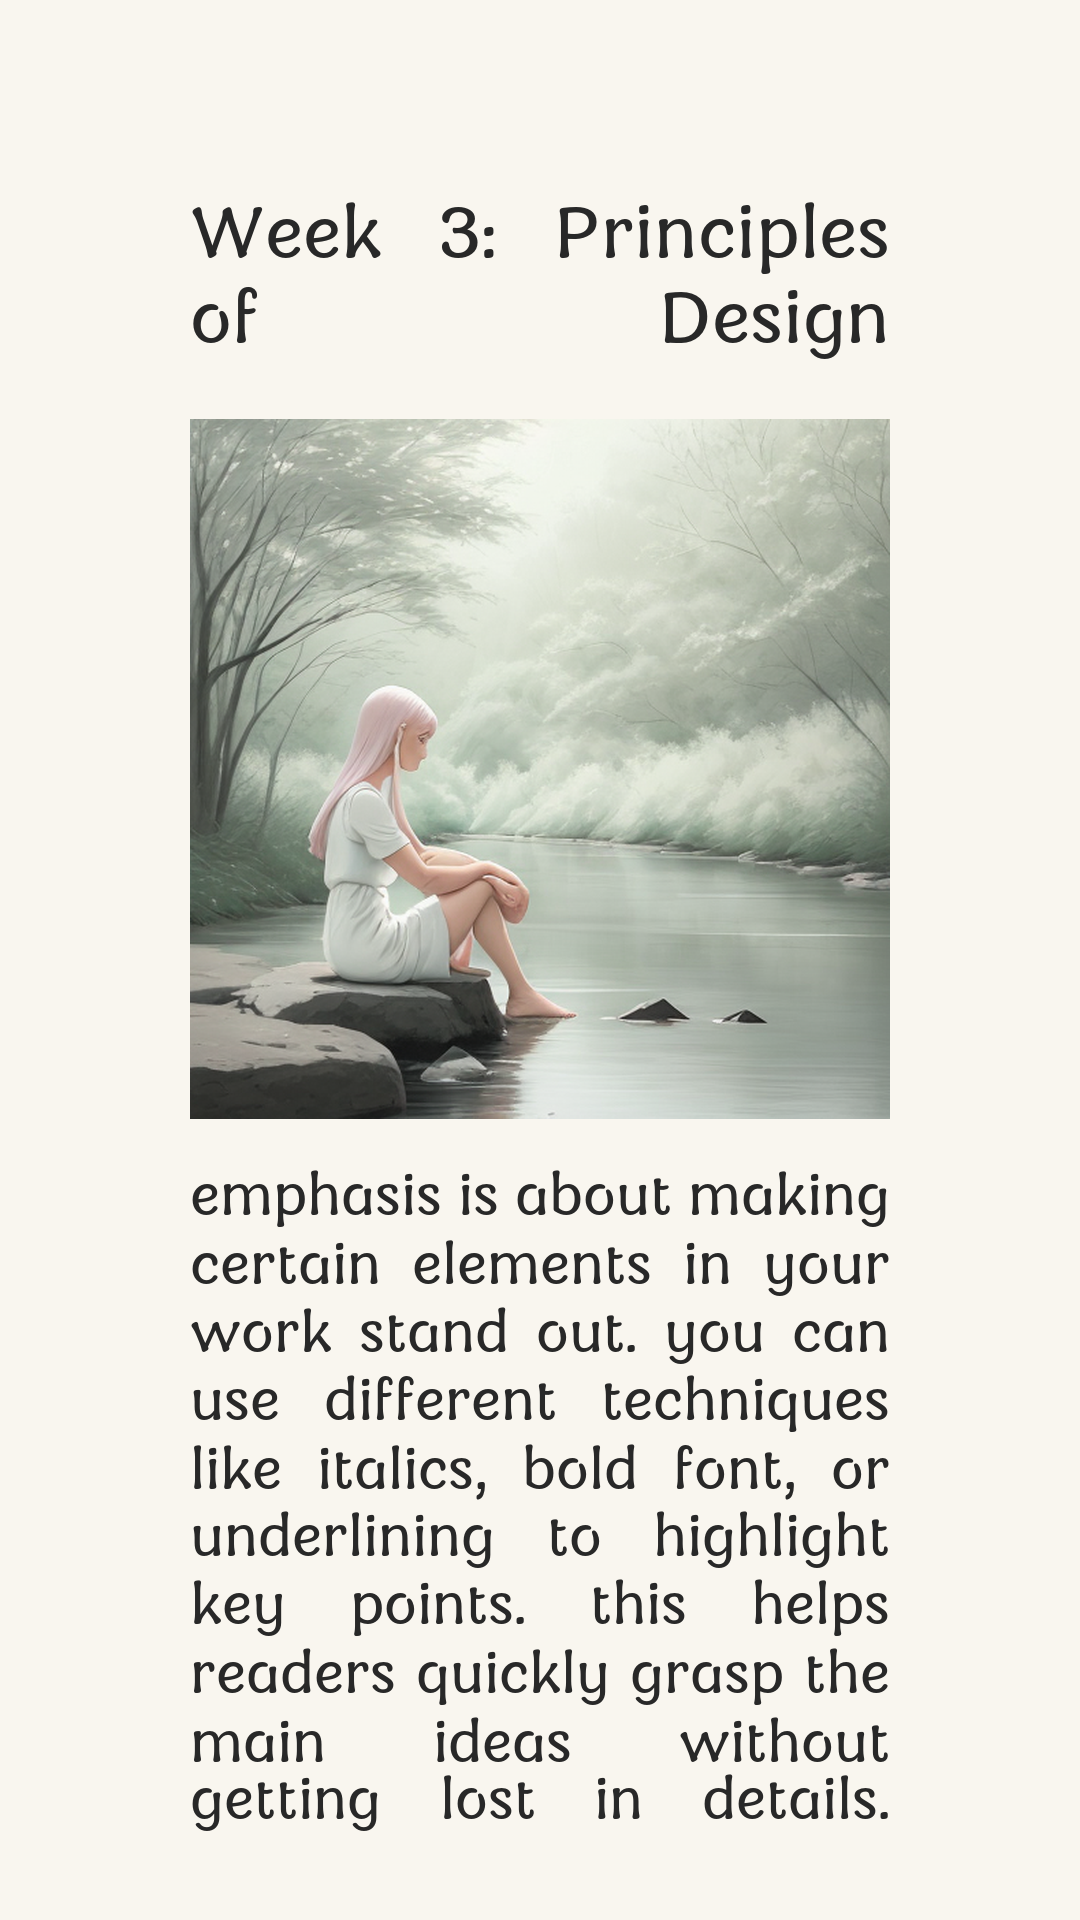 Week 3: Principles
of Design
emphasis is about making
certain elements in your
work stand out. you can
use different techniques
like italics, bold font, or
underlining to highlight
key points. this helps
readers quickly grasp the
main ideas without
getting lost in details.